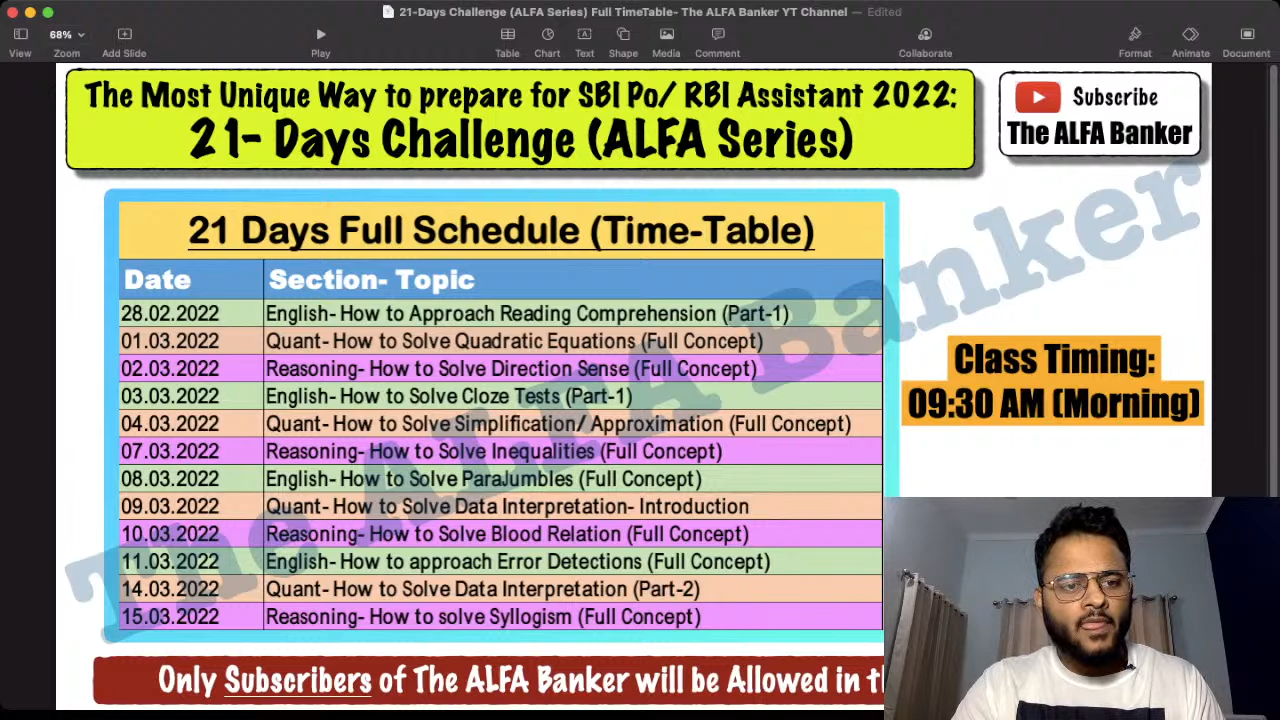 21-Days Challenge (ALFA Series) Full TimeTable- The ALFA Banker YT Channel — Edited
68%
View Zoom Add Slide Play Table Chart Text Shape Media Comment Collaborate Format Animate Document
The Most Unique Way to prepare for SBI Po/ RBI Assistant 2022:
21- Days Challenge (ALFA Series)
Subscribe
The ALFA Banker
21 Days Full Schedule (Time-Table)
Date Section- Topic
28.02.2022 English- How to Approach Reading Comprehension (Part-1)
01.03.2022 Quant- How to Solve Quadratic Equations (Full Concept)
02.03.2022 Reasoning- How to Solve Direction Sense (Full Concept)
03.03.2022 English- How to Solve Cloze Tests (Part-1)
04.03.2022 Quant- How to Solve Simplification/ Approximation (Full Concept)
07.03.2022 Reasoning- How to Solve Inequalities (Full Concept)
08.03.2022 English- How to Solve ParaJumbles (Full Concept)
09.03.2022 Quant- How to Solve Data Interpretation- Introduction
10.03.2022 Reasoning- How to Solve Blood Relation (Full Concept)
11.03.2022 English- How to approach Error Detections (Full Concept)
14.03.2022 Quant- How to Solve Data Interpretation (Part-2)
15.03.2022 Reasoning- How to solve Syllogism (Full Concept)
The ALFA Banker
Class Timing:
09:30 AM (Morning)
Only Subscribers of The ALFA Banker will be Allowed in